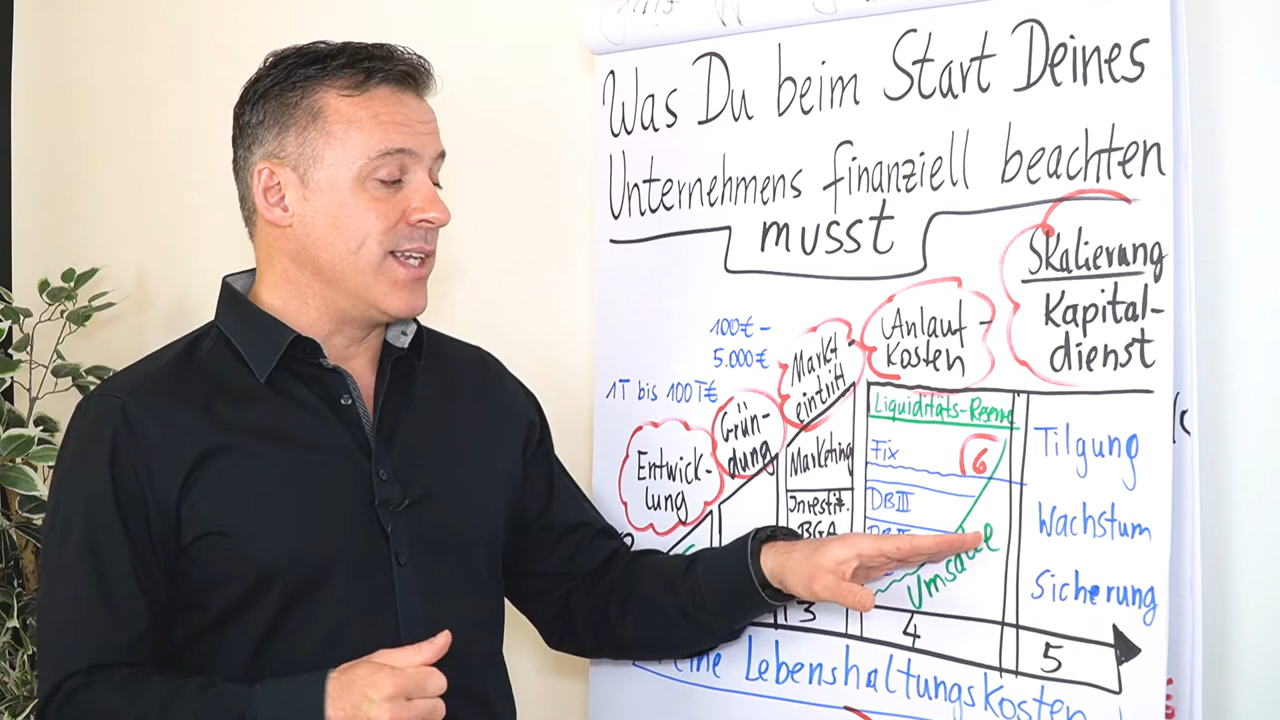 Was Du beim Start Deines
Unternehmens finanziell beachten
musst
Skalierung
Kapital-
dienst
Anlauf-
Kosten
Markt-
eintritt
100€ -
5.000€
1T bis 100T€
Grün-
dung
Entwick-
lung
Marketing
Investit.
BGA
Liquiditäts-Reserve
Fix
6
DBIII
Umsätze
Tilgung
Wachstum
Sicherung
3
4
5
Lebenshaltungskosten